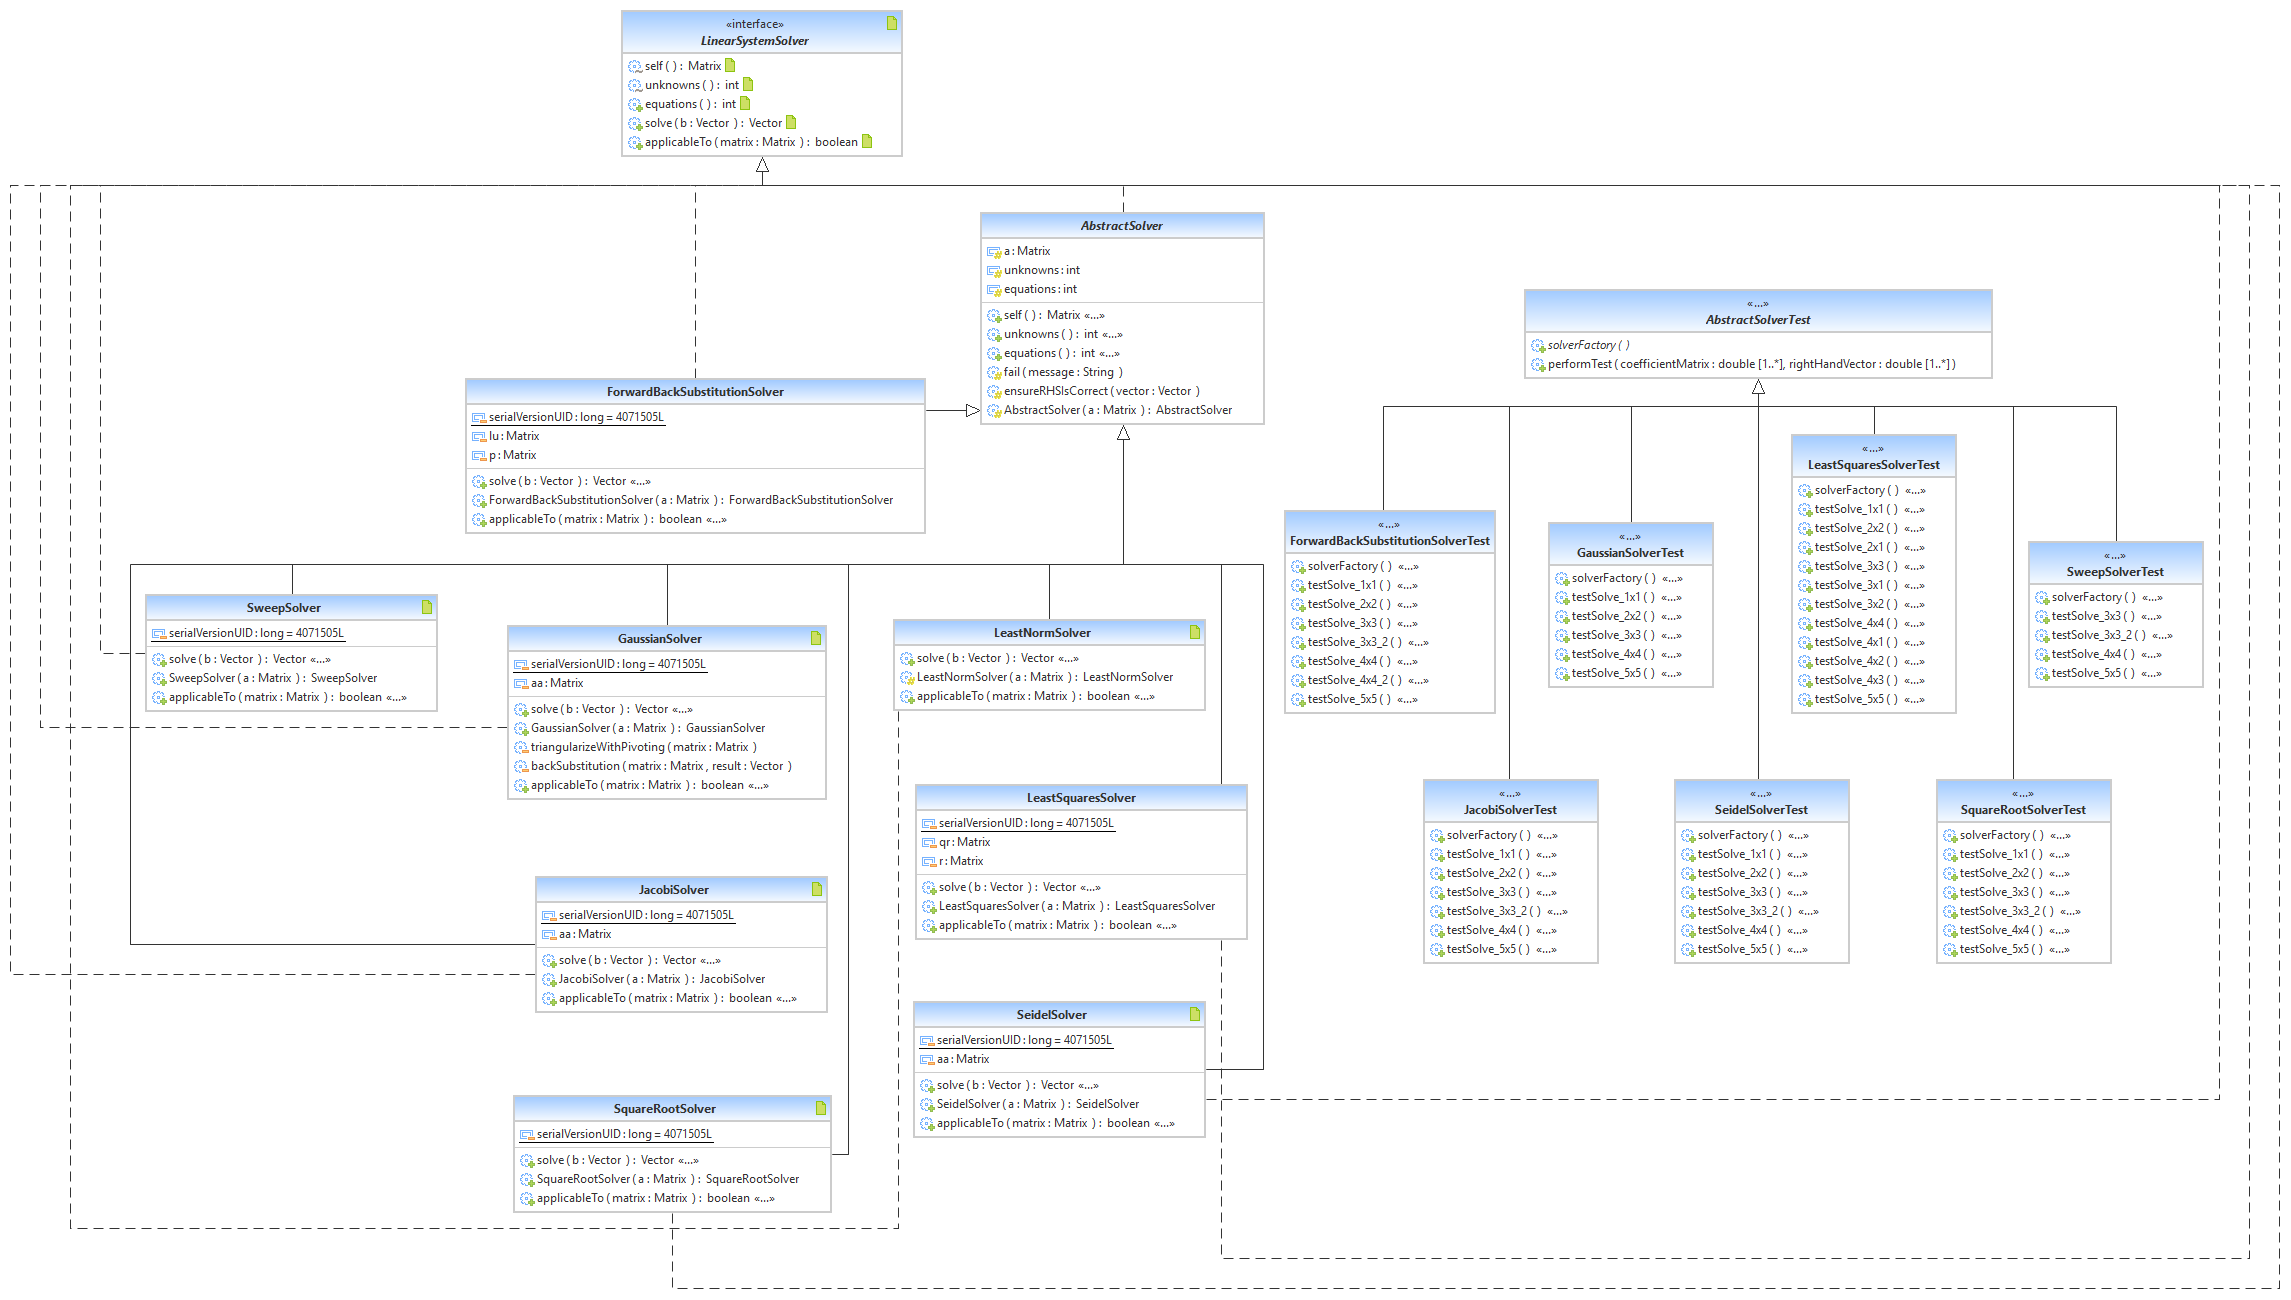 «interface»
LinearSystemSolver
self ( ) : Matrix
unknowns ( ) : int
equations ( ) : int
solve ( b : Vector ) : Vector
applicableTo ( matrix : Matrix ) : boolean
AbstractSolver
a : Matrix
unknowns : int
equations : int
self ( ) : Matrix «...»
unknowns ( ) : int «...»
equations ( ) : int «...»
fail ( message : String )
ensureRHSIsCorrect ( vector : Vector )
AbstractSolver ( a : Matrix ) : AbstractSolver
«...»
AbstractSolverTest
solverFactory ( )
performTest ( coefficientMatrix : double [1..*], rightHandVector : double [1..*] )
ForwardBackSubstitutionSolver
serialVersionUID : long = 4071505L
lu : Matrix
p : Matrix
solve ( b : Vector ) : Vector «...»
ForwardBackSubstitutionSolver ( a : Matrix ) : ForwardBackSubstitutionSolver
applicableTo ( matrix : Matrix ) : boolean «...»
SweepSolver
serialVersionUID : long = 4071505L
solve ( b : Vector ) : Vector «...»
SweepSolver ( a : Matrix ) : SweepSolver
applicableTo ( matrix : Matrix ) : boolean «...»
GaussianSolver
serialVersionUID : long = 4071505L
aa : Matrix
solve ( b : Vector ) : Vector «...»
GaussianSolver ( a : Matrix ) : GaussianSolver
triangularizeWithPivoting ( matrix : Matrix )
backSubstitution ( matrix : Matrix , result : Vector )
applicableTo ( matrix : Matrix ) : boolean «...»
LeastNormSolver
solve ( b : Vector ) : Vector «...»
LeastNormSolver ( a : Matrix ) : LeastNormSolver
applicableTo ( matrix : Matrix ) : boolean «...»
LeastSquaresSolver
serialVersionUID : long = 4071505L
qr : Matrix
r : Matrix
solve ( b : Vector ) : Vector «...»
LeastSquaresSolver ( a : Matrix ) : LeastSquaresSolver
applicableTo ( matrix : Matrix ) : boolean «...»
JacobiSolver
serialVersionUID : long = 4071505L
aa : Matrix
solve ( b : Vector ) : Vector «...»
JacobiSolver ( a : Matrix ) : JacobiSolver
applicableTo ( matrix : Matrix ) : boolean «...»
SeidelSolver
serialVersionUID : long = 4071505L
aa : Matrix
solve ( b : Vector ) : Vector «...»
SeidelSolver ( a : Matrix ) : SeidelSolver
applicableTo ( matrix : Matrix ) : boolean «...»
SquareRootSolver
serialVersionUID : long = 4071505L
solve ( b : Vector ) : Vector «...»
SquareRootSolver ( a : Matrix ) : SquareRootSolver
applicableTo ( matrix : Matrix ) : boolean «...»
«...»
ForwardBackSubstitutionSolverTest
solverFactory ( ) «...»
testSolve_1x1 ( ) «...»
testSolve_2x2 ( ) «...»
testSolve_3x3 ( ) «...»
testSolve_3x3_2 ( ) «...»
testSolve_4x4 ( ) «...»
testSolve_4x4_2 ( ) «...»
testSolve_5x5 ( ) «...»
«...»
GaussianSolverTest
solverFactory ( ) «...»
testSolve_1x1 ( ) «...»
testSolve_2x2 ( ) «...»
testSolve_3x3 ( ) «...»
testSolve_4x4 ( ) «...»
testSolve_5x5 ( ) «...»
«...»
LeastSquaresSolverTest
solverFactory ( ) «...»
testSolve_1x1 ( ) «...»
testSolve_2x2 ( ) «...»
testSolve_2x1 ( ) «...»
testSolve_3x3 ( ) «...»
testSolve_3x1 ( ) «...»
testSolve_3x2 ( ) «...»
testSolve_4x4 ( ) «...»
testSolve_4x1 ( ) «...»
testSolve_4x2 ( ) «...»
testSolve_4x3 ( ) «...»
testSolve_5x5 ( ) «...»
«...»
SweepSolverTest
solverFactory ( ) «...»
testSolve_3x3 ( ) «...»
testSolve_3x3_2 ( ) «...»
testSolve_4x4 ( ) «...»
testSolve_5x5 ( ) «...»
«...»
JacobiSolverTest
solverFactory ( ) «...»
testSolve_1x1 ( ) «...»
testSolve_2x2 ( ) «...»
testSolve_3x3 ( ) «...»
testSolve_3x3_2 ( ) «...»
testSolve_4x4 ( ) «...»
testSolve_5x5 ( ) «...»
«...»
SeidelSolverTest
solverFactory ( ) «...»
testSolve_1x1 ( ) «...»
testSolve_2x2 ( ) «...»
testSolve_3x3 ( ) «...»
testSolve_3x3_2 ( ) «...»
testSolve_4x4 ( ) «...»
testSolve_5x5 ( ) «...»
«...»
SquareRootSolverTest
solverFactory ( ) «...»
testSolve_1x1 ( ) «...»
testSolve_2x2 ( ) «...»
testSolve_3x3 ( ) «...»
testSolve_3x3_2 ( ) «...»
testSolve_4x4 ( ) «...»
testSolve_5x5 ( ) «...»